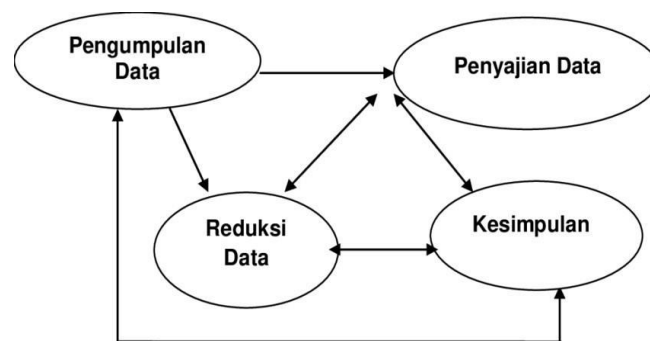 Pengumpulan
Data
Penyajian Data
Reduksi
Data
Kesimpulan